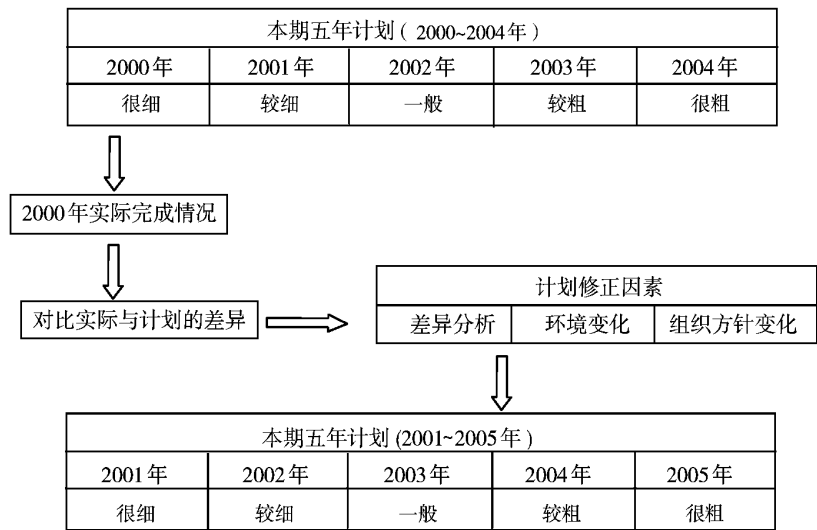 本期五年计划( 2000~2004年)
2000年 2001年 2002年 2003年 2004年
很细 较细 一般 较粗 很粗
2000年实际完成情况
对比实际与计划的差异
计划修正因素
差异分析 环境变化 组织方针变化
本期五年计划(2001~2005年)
2001年 2002年 2003年 2004年 2005年
很细 较细 一般 较粗 很粗